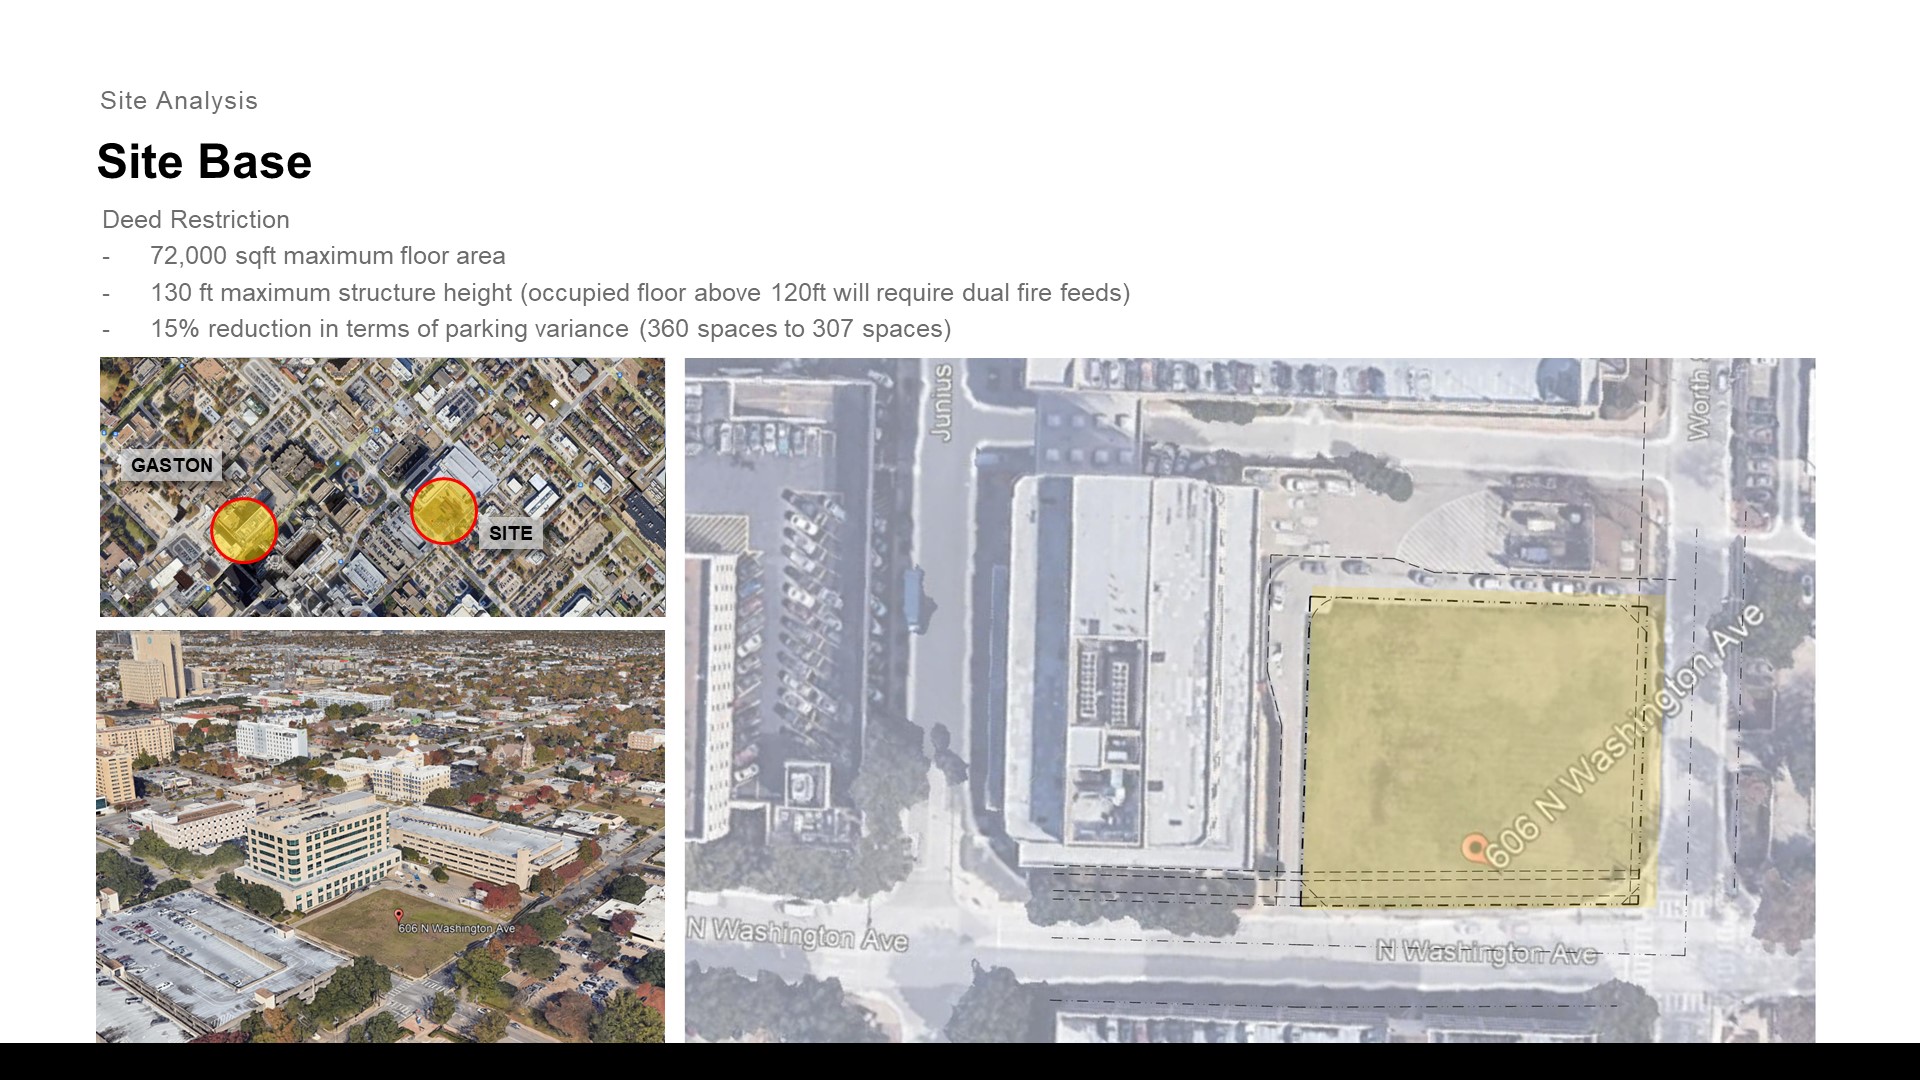 Site Analysis
Site Base
Deed Restriction
- 72,000 sqft maximum floor area
- 130 ft maximum structure height (occupied floor above 120ft will require dual fire feeds)
- 15% reduction in terms of parking variance (360 spaces to 307 spaces)
GASTON
SITE
606 N Washington Ave
Junius
Worth
606 N Washington Ave
N Washington Ave
N Washington Ave